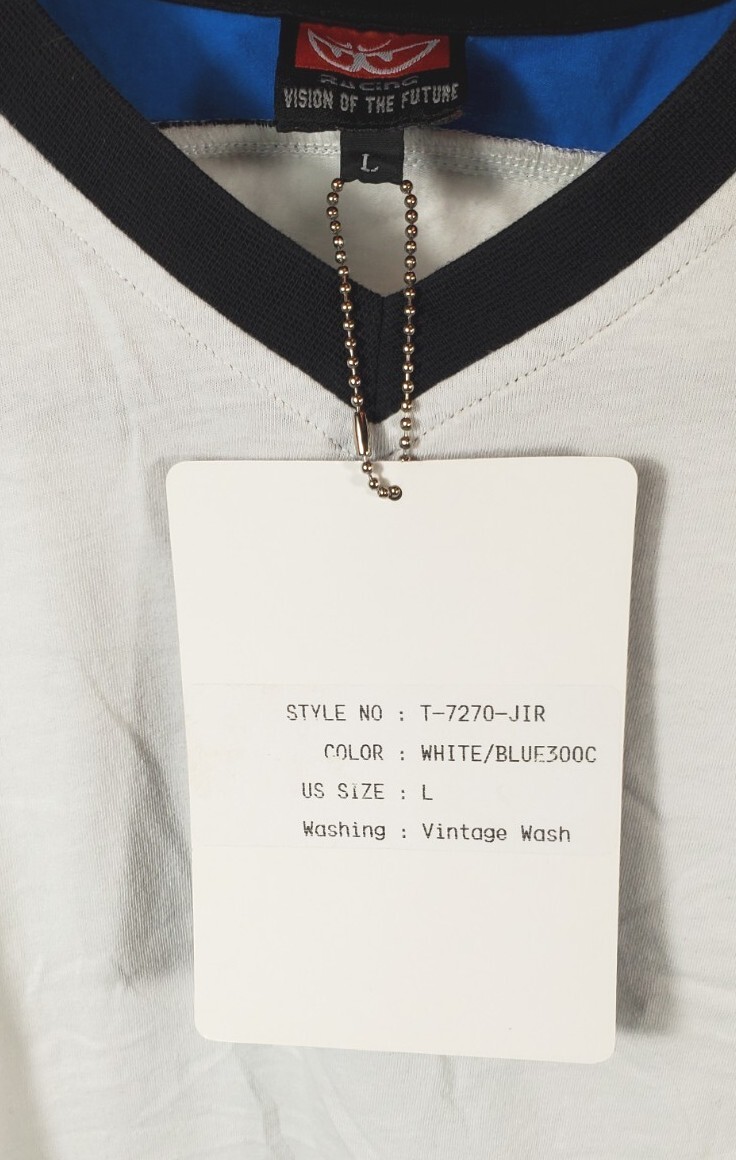 RACING
VISION OF THE FUTURE
L
STYLE NO : T-7270-JIR
COLOR : WHITE/BLUE300C
US SIZE : L
Washing : Vintage Wash